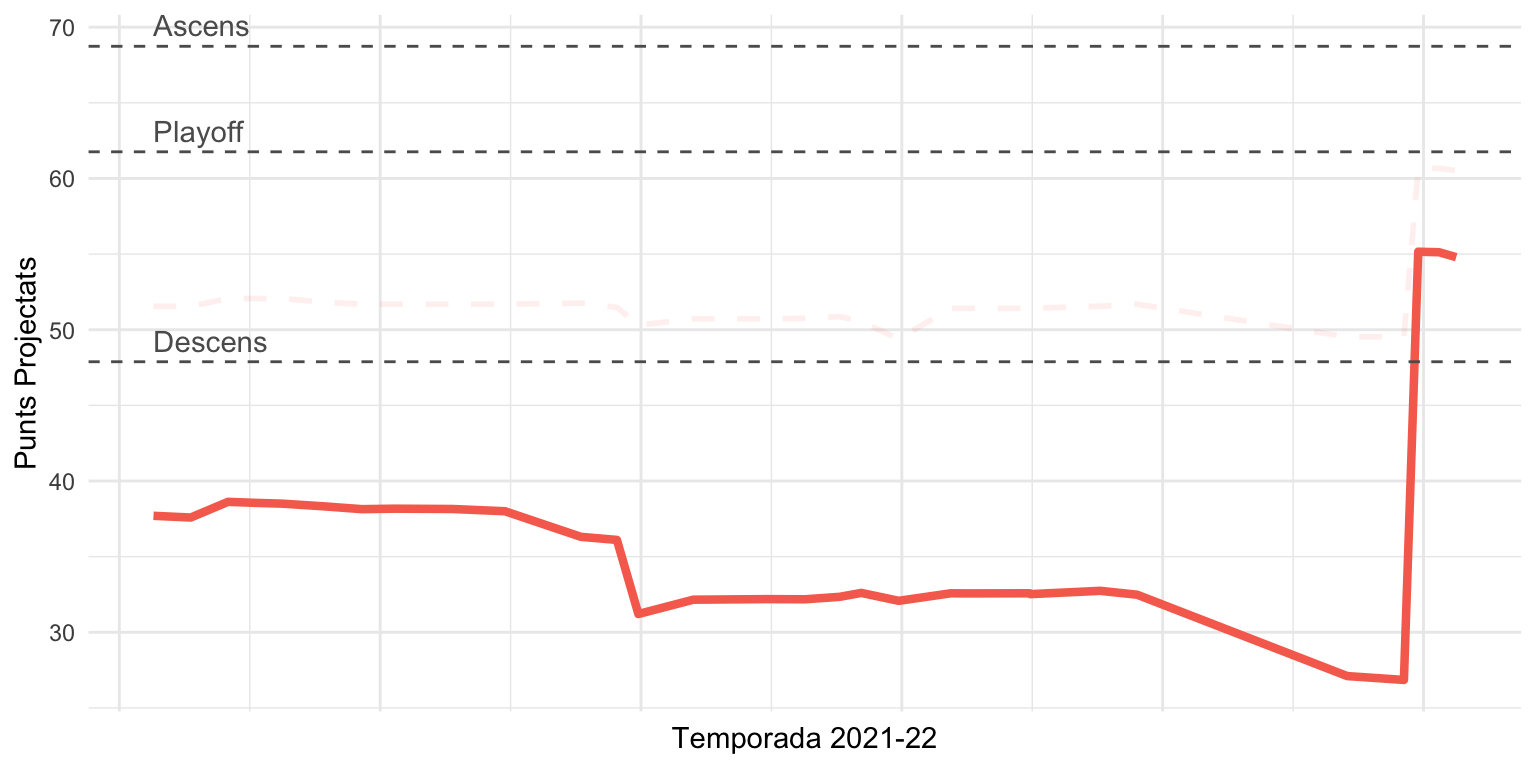 70
Ascens
Playoff
60
50
Descens
40
30
Punts Projectats
Temporada 2021-22